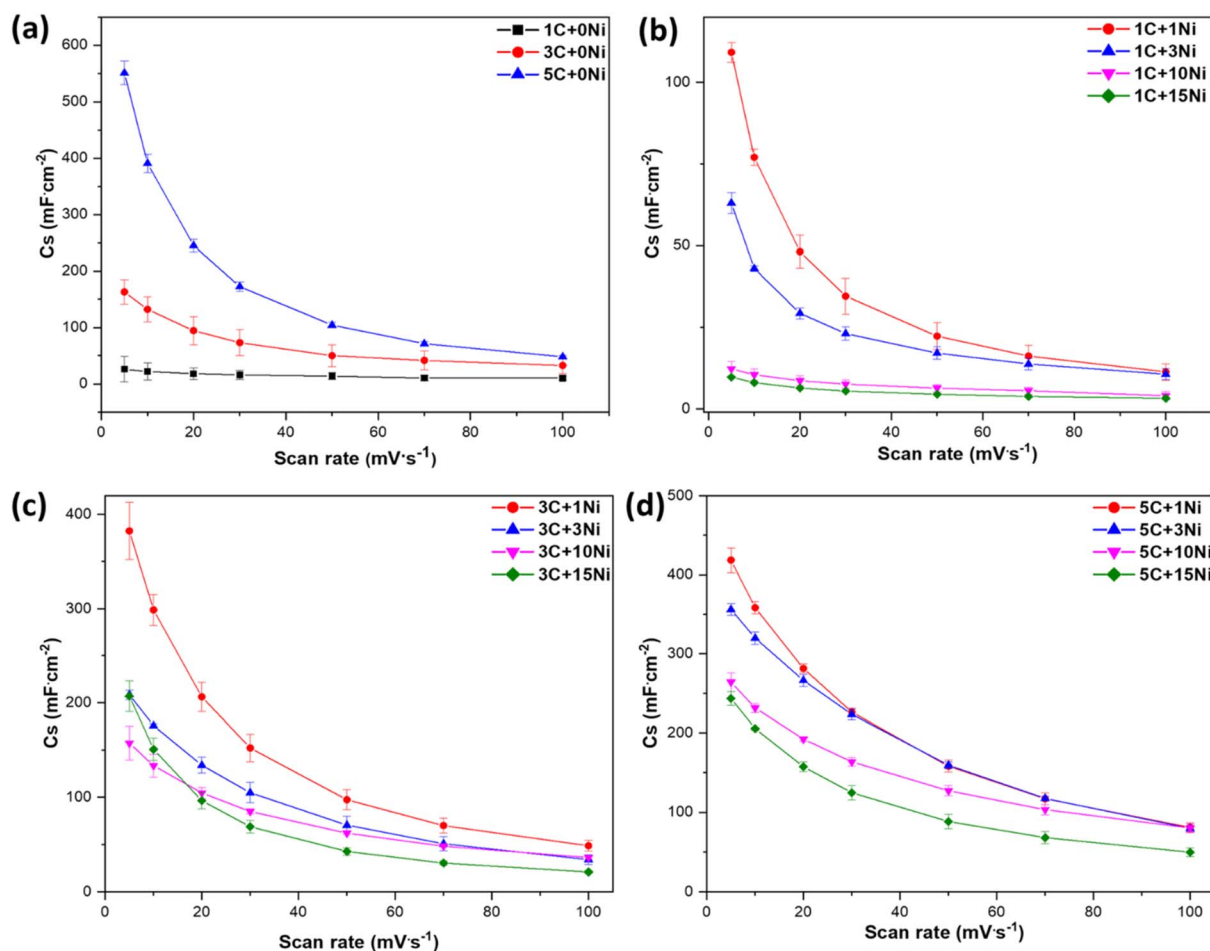 (a)
1C+0Ni
3C+0Ni
5C+0Ni
600
500
400
300
200
100
0
Cs (mF·cm⁻²)
0 20 40 60 80 100
Scan rate (mV·s⁻¹)
(b)
1C+1Ni
1C+3Ni
1C+10Ni
1C+15Ni
100
50
0
Cs (mF·cm⁻²)
0 20 40 60 80 100
Scan rate (mV·s⁻¹)
(c)
3C+1Ni
3C+3Ni
3C+10Ni
3C+15Ni
400
300
200
100
0
Cs (mF·cm⁻²)
20 40 60 80 100
Scan rate (mV·s⁻¹)
(d)
5C+1Ni
5C+3Ni
5C+10Ni
5C+15Ni
500
400
300
200
100
0
Cs (mF·cm⁻²)
0 20 40 60 80 100
Scan rate (mV·s⁻¹)